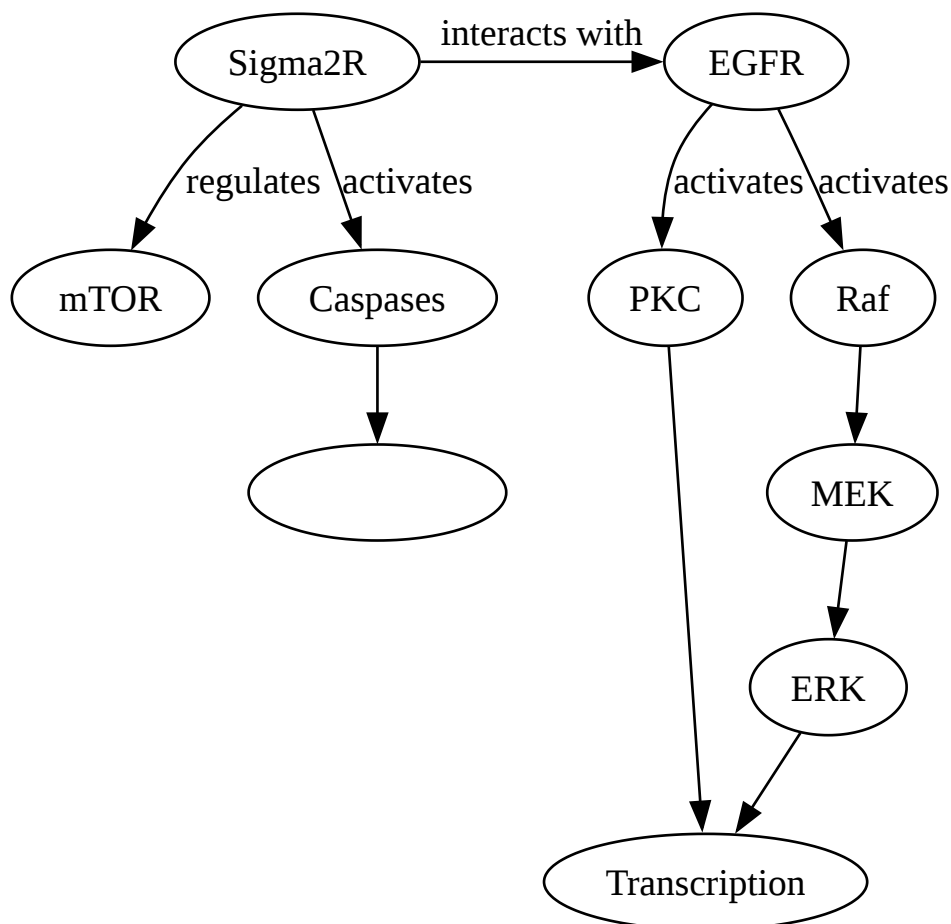 interacts with
Sigma2R
EGFR
regulates
activates
activates
activates
mTOR
Caspases
PKC
Raf
MEK
ERK
Transcription